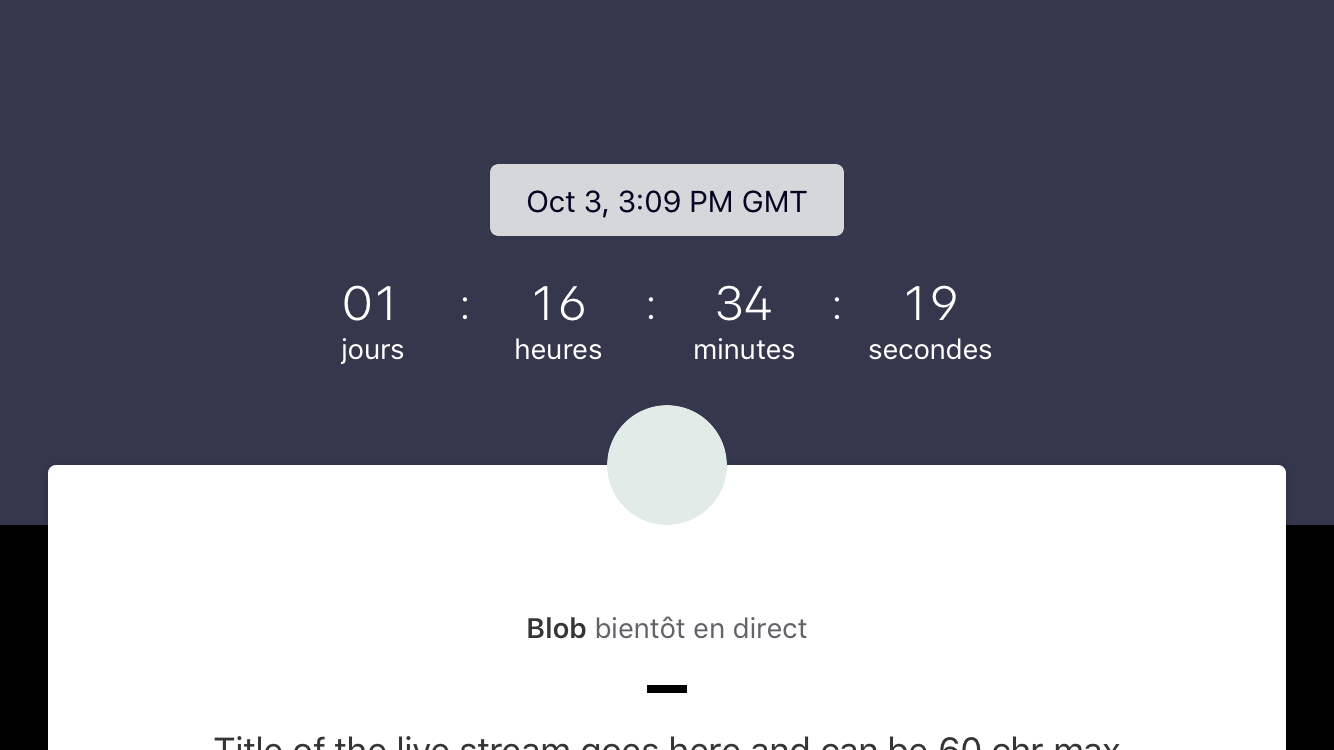 Oct 3, 3:09 PM GMT
01 : 16 : 34 : 19
jours heures minutes secondes
Blob bientôt en direct
Title of the live stream goes here and can be 60 chr max